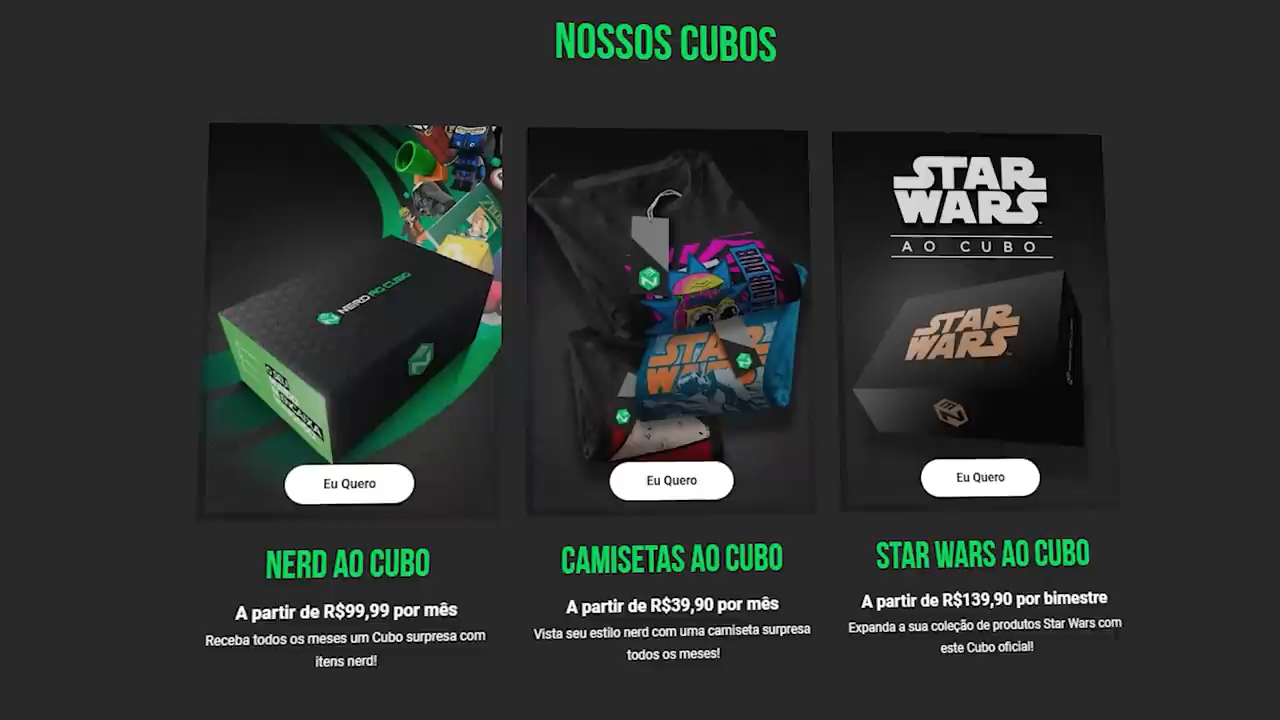 NOSSOS CUBOS
NERD AO CUBO
STAR
WARS
STAR
WARS
AO CUBO
STAR
WARS
Eu Quero
Eu Quero
Eu Quero
NERD AO CUBO
CAMISETAS AO CUBO
STAR WARS AO CUBO
A partir de R$99,99 por mês
A partir de R$39,90 por mês
A partir de R$139,90 por bimestre
Receba todos os meses um Cubo surpresa com
itens nerd!
Vista seu estilo nerd com uma camiseta surpresa
todos os meses!
Expanda a sua coleção de produtos Star Wars com
este Cubo oficial!